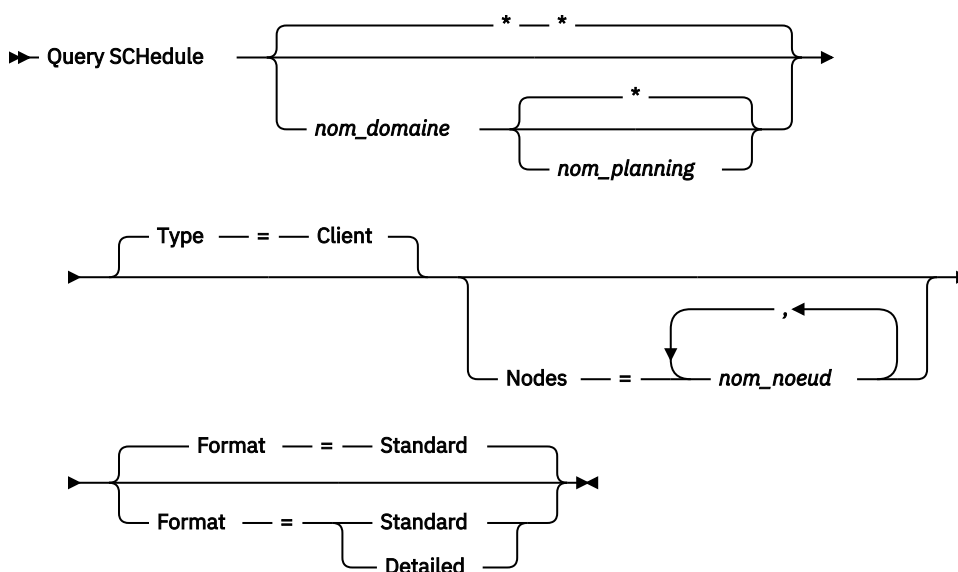 * *
Query SCHedule
*
nom_domaine
nom_planning
Type = Client
,
Nodes = nom_noeud
Format = Standard
Format = Standard
Detailed